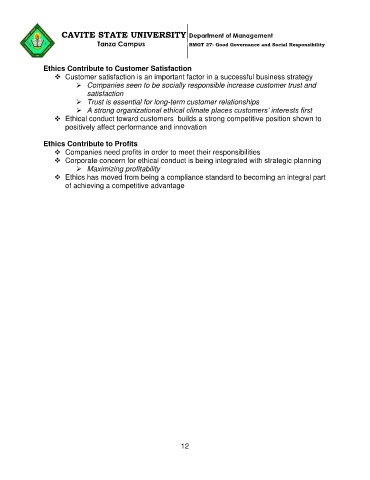 CAVITE STATE UNIVERSITY Department of Management
Tanza Campus BMGT 27- Good Governance and Social Responsibility
Ethics Contribute to Customer Satisfaction
❖ Customer satisfaction is an important factor in a successful business strategy
➢ Companies seen to be socially responsible increase customer trust and
satisfaction
➢ Trust is essential for long-term customer relationships
➢ A strong organizational ethical climate places customers' interests first
❖ Ethical conduct toward customers builds a strong competitive position shown to
positively affect performance and innovation
Ethics Contribute to Profits
❖ Companies need profits in order to meet their responsibilities
❖ Corporate concern for ethical conduct is being integrated with strategic planning
➢ Maximizing profitability
❖ Ethics has moved from being a compliance standard to becoming an integral part
of achieving a competitive advantage
12